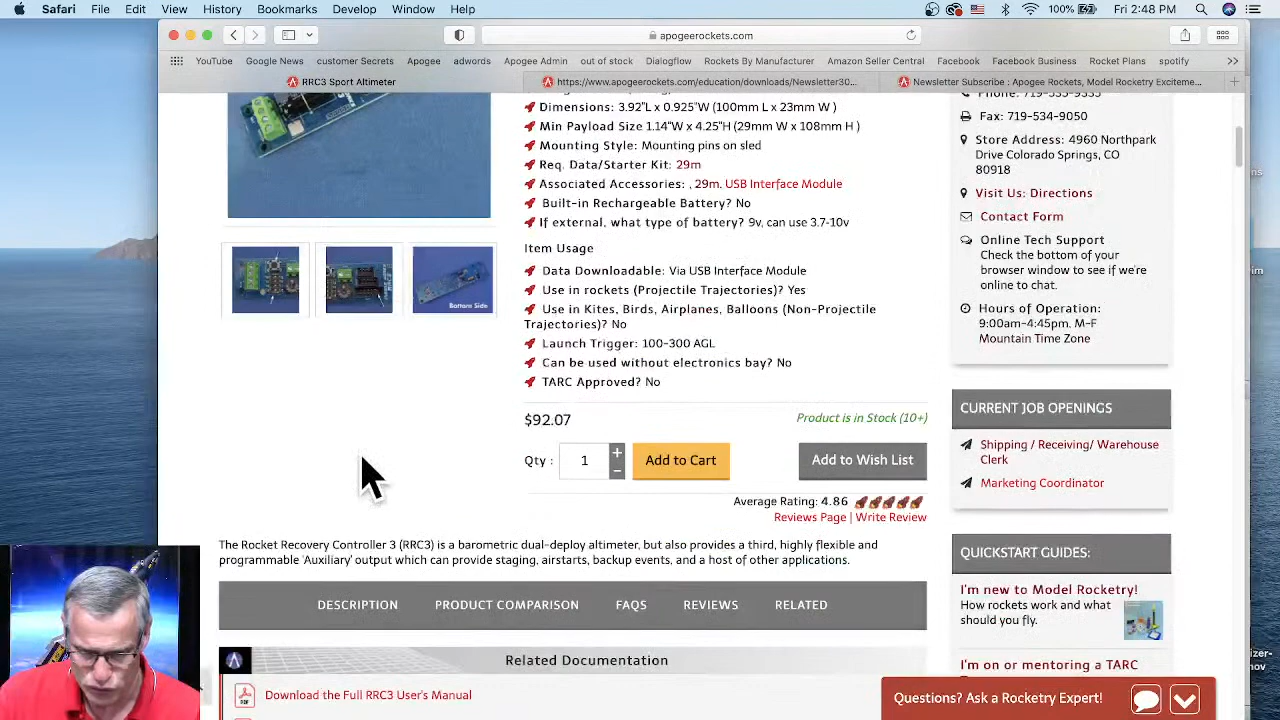 Safari File Edit View History Bookmarks Develop Window Help
100% Fri 2:48 PM
apogeerockets.com
YouTube Google News customer Secrets Apogee adwords Apogee Admin out of stock Dialogflow Rockets By Manufacturer Amazon Seller Central Facebook Facebook Business Rocket Plans spotify
RRC3 Sport Altimeter
https://www.apogeerockets.com/education/downloads/Newsletter30...
Newsletter Subscribe: Apogee Rockets, Model Rocketry Exciteme...
Dimensions: 3.92"L x 0.925"W (100mm L x 23mm W )
Min Payload Size 1.14"W x 4.25"H (29mm W x 108mm H )
Mounting Style: Mounting pins on sled
Req. Data/Starter Kit: 29m
Associated Accessories: , 29m. USB Interface Module
Built-in Rechargeable Battery? No
If external, what type of battery? 9v, can use 3.7-10v
Item Usage
Data Downloadable: Via USB Interface Module
Use in rockets (Projectile Trajectories)? Yes
Use in Kites, Birds, Airplanes, Balloons (Non-Projectile
Trajectories)? No
Launch Trigger: 100-300 AGL
Can be used without electronics bay? No
TARC Approved? No
$92.07
Product is in Stock (10+)
Qty 1 + − Add to Cart Add to Wish List
Average Rating: 4.86
Reviews Page | Write Review
Bottom Side
The Rocket Recovery Controller 3 (RRC3) is a barometric dual deploy altimeter that also provides a third, highly flexible and
programmable 'Auxiliary' output which can provide staging, airstarts, backup events, and a host of other applications.
DESCRIPTION PRODUCT COMPARISON FAQS REVIEWS RELATED
Related Documentation
PDF Download the Full RRC3 User's Manual
Phone: 719-535-9335
Fax: 719-534-9050
Store Address: 4960 Northpark
Drive Colorado Springs, CO
80918
Visit Us: Directions
Contact Form
Online Tech Support
Check the bottom of your
browser window to see if we're
online to chat.
Hours of Operation:
9:00am-4:45pm. M-F
Mountain Time Zone
CURRENT JOB OPENINGS
Shipping / Receiving/ Warehouse
Clerk
Marketing Coordinator
QUICKSTART GUIDES:
I'm new to Model Rocketry!
How rockets work and what
should you fly.
I'm on or mentoring a TARC
Questions? Ask a Rocketry Expert!